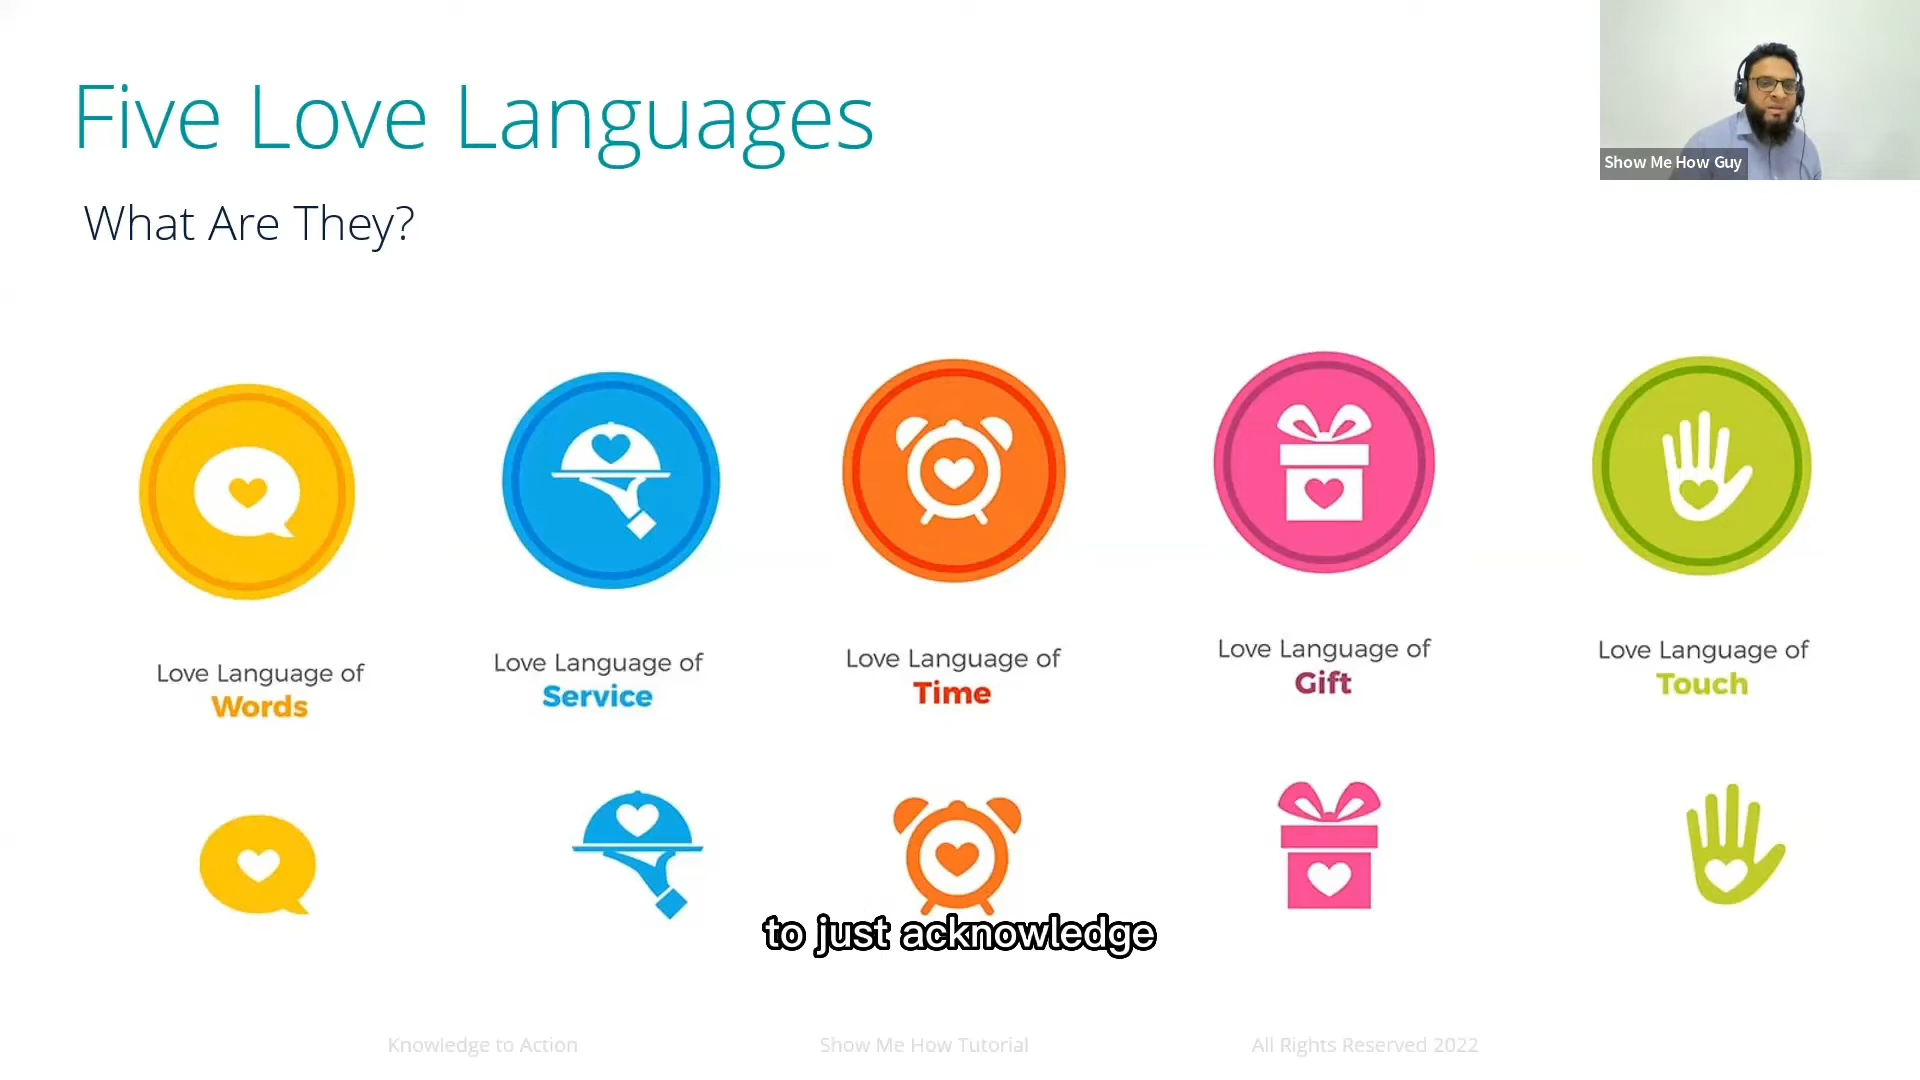 Five Love Languages
Show Me How Guy
What Are They?
Love Language of
Words
Love Language of
Service
Love Language of
Time
Love Language of
Gift
Love Language of
Touch
to just acknowledge
Knowledge to Action
Show Me How Tutorial
All Rights Reserved 2022